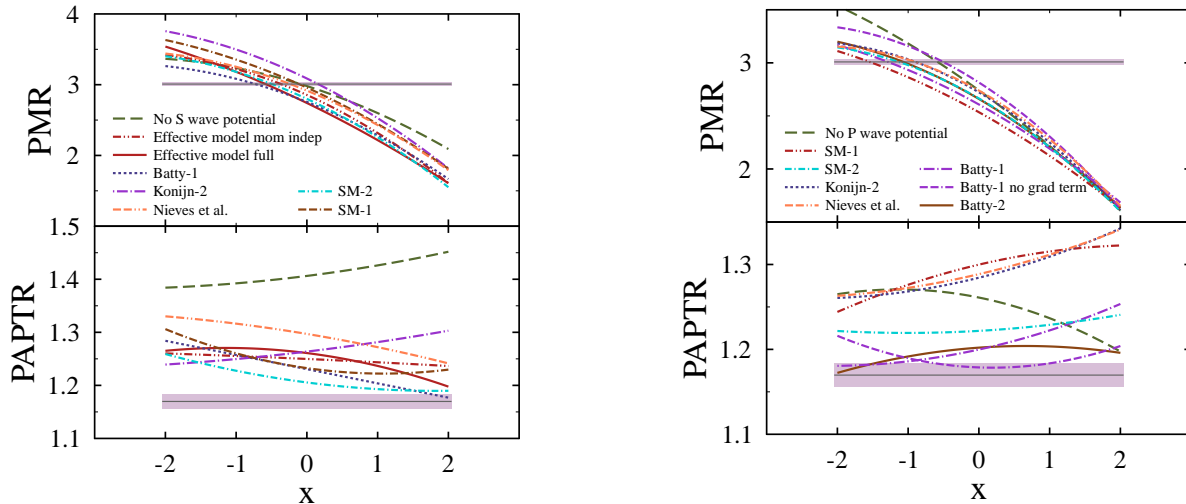 PMR
4
3
2
1.5
No S wave potential
Effective model mom indep
Effective model full
Batty-1
Konijn-2
Nieves et al.
SM-2
SM-1
PAPTR
1.4
1.3
1.2
1.1
-2 -1 0 1 2
x
PMR
3
2
No P wave potential
SM-1
SM-2
Konijn-2
Nieves et al.
Batty-1
Batty-1 no grad term
Batty-2
PAPTR
1.3
1.2
1.1
-2 -1 0 1 2
x